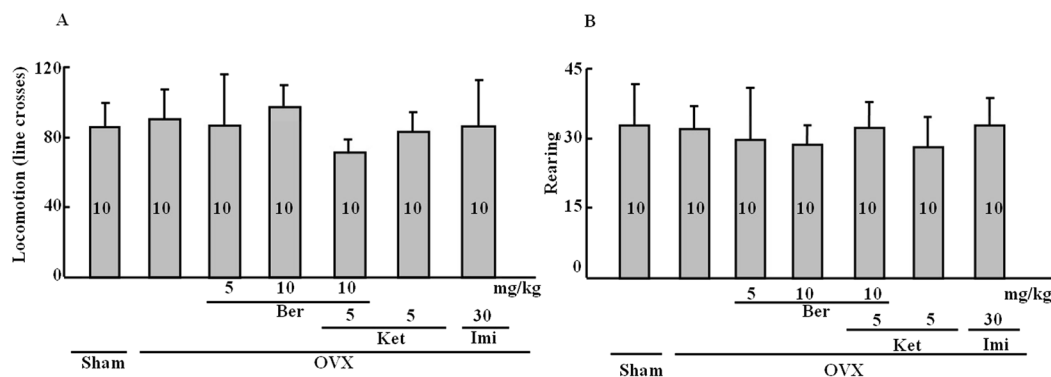 A
Locomotion (line crosses)
120
80
40
0
10 10 10 10 10 10 10
5 10 10 mg/kg
Ber 5 5 30
Ket Imi
Sham OVX
B
Rearing
45
30
15
0
10 10 10 10 10 10 10
5 10 10 mg/kg
Ber
5 5 30
Ket Imi
Sham OVX